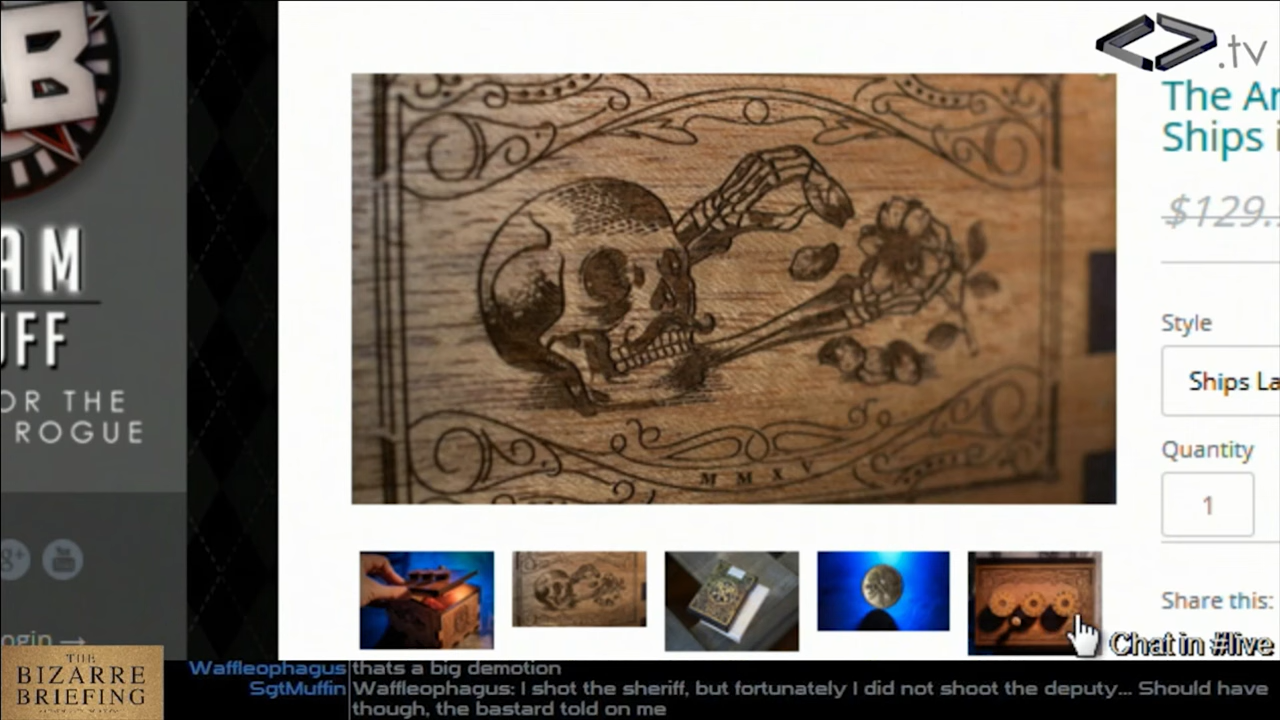 .tv
B
The Ar
Ships
$129.
AM
UFF
OR THE
ROGUE
MMXV
Style
Ships La
Quantity
1
Share this:
g+
You
ogin →
Chat in #live
THE
BIZARRE
BRIEFING
Waffleophagus thats a big demotion
SgtMuffin Waffleophagus: I shot the sheriff, but fortunately I did not shoot the deputy... Should have
though, the bastard told on me